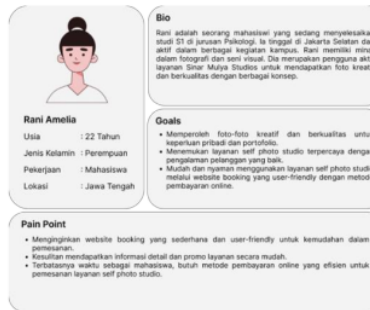 Bio
Rani adalah seorang mahasiswi yang sedang menyelesaika
studi S1 di jurusan Psikologi. Ia tinggal di Jakarta Selatan da
aktif dalam berbagai kegiatan kampus. Rani memiliki mina
dalam fotografi dan seni visual. Dia merupakan pengguna akt
layanan Sinar Mulya Studios untuk mendapatkan foto kreat
dan berkualitas dengan berbagai konsep.
Rani Amelia
Usia : 22 Tahun
Jenis Kelamin : Perempuan
Pekerjaan : Mahasiswa
Lokasi : Jawa Tengah
Goals
• Memperoleh foto-foto kreatif dan berkualitas untu
keperluan pribadi dan portofolio.
• Menemukan layanan self photo studio terpercaya denga
pengalaman pelanggan yang baik.
• Mudah dan nyaman menggunakan layanan self photo studi
melalui website booking yang user-friendly dengan metod
pembayaran online.
Pain Point
• Menginginkan website booking yang sederhana dan user-friendly untuk kemudahan dalam
pemesanan.
• Kesulitan mendapatkan informasi detail dan promo layanan secara mudah.
• Terbatasnya waktu sebagai mahasiswa, butuh metode pembayaran online yang efisien untuk
pemesanan layanan self photo studio.